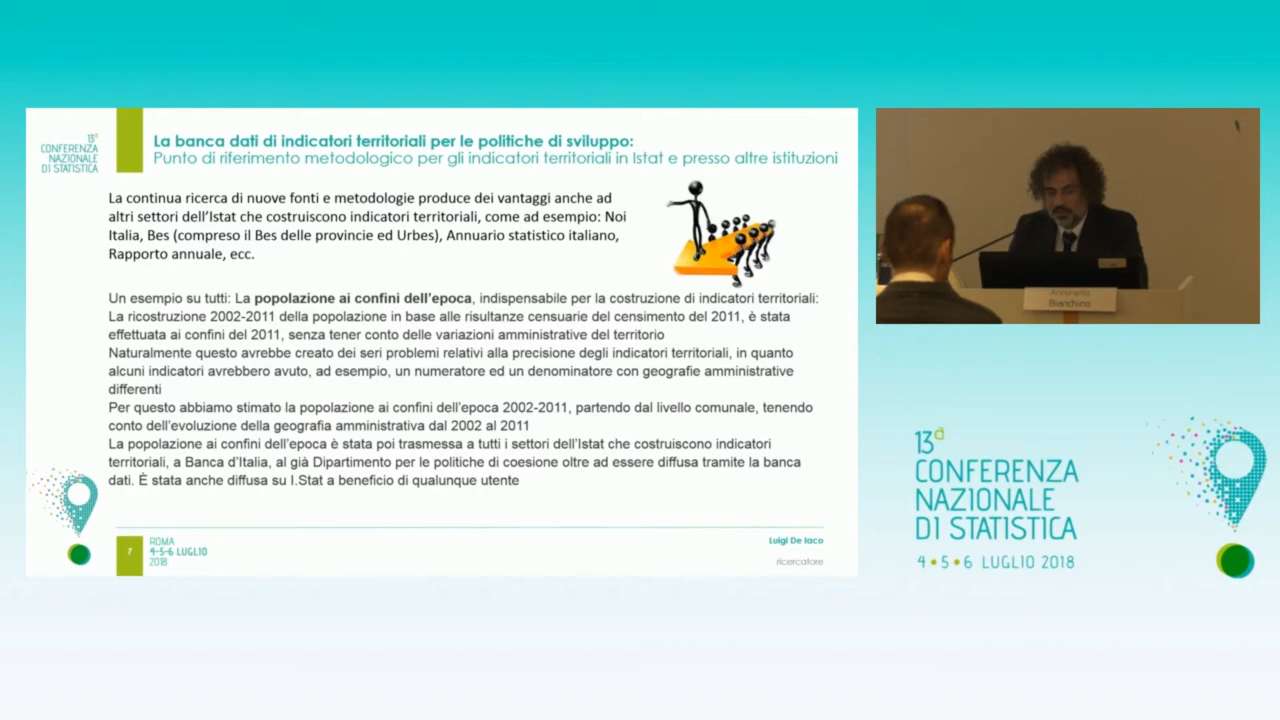 13ª
CONFERENZA
NAZIONALE
DI STATISTICA
La banca dati di indicatori territoriali per le politiche di sviluppo:
Punto di riferimento metodologico per gli indicatori territoriali in Istat e presso altre istituzioni
La continua ricerca di nuove fonti e metodologie produce dei vantaggi anche ad
altri settori dell'Istat che costruiscono indicatori territoriali, come ad esempio: Noi
Italia, Bes (compreso il Bes delle provincie ed Urbes), Annuario statistico italiano,
Rapporto annuale, ecc.
Un esempio su tutti: La popolazione ai confini dell'epoca, indispensabile per la costruzione di indicatori territoriali:
La ricostruzione 2002-2011 della popolazione in base alle risultanze censuarie del censimento del 2011, è stata
effettuata ai confini del 2011, senza tener conto delle variazioni amministrative del territorio
Naturalmente questo avrebbe creato dei seri problemi relativi alla precisione degli indicatori territoriali, in quanto
alcuni indicatori avrebbero avuto, ad esempio, un numeratore ed un denominatore con geografie amministrative
differenti
Per questo abbiamo stimato la popolazione ai confini dell'epoca 2002-2011, partendo dal livello comunale, tenendo
conto dell'evoluzione della geografia amministrativa dal 2002 al 2011
La popolazione ai confini dell'epoca è stata poi trasmessa a tutti i settori dell'Istat che costruiscono indicatori
territoriali, a Banca d'Italia, al già Dipartimento per le politiche di coesione oltre ad essere diffusa tramite la banca
dati. È stata anche diffusa su I.Stat a beneficio di qualunque utente
7
ROMA
4-5-6 LUGLIO
2018
Luigi De Iaco
ricercatore
Antonella
Bianchino
13ª
CONFERENZA
NAZIONALE
DI STATISTICA
4•5•6 LUGLIO 2018